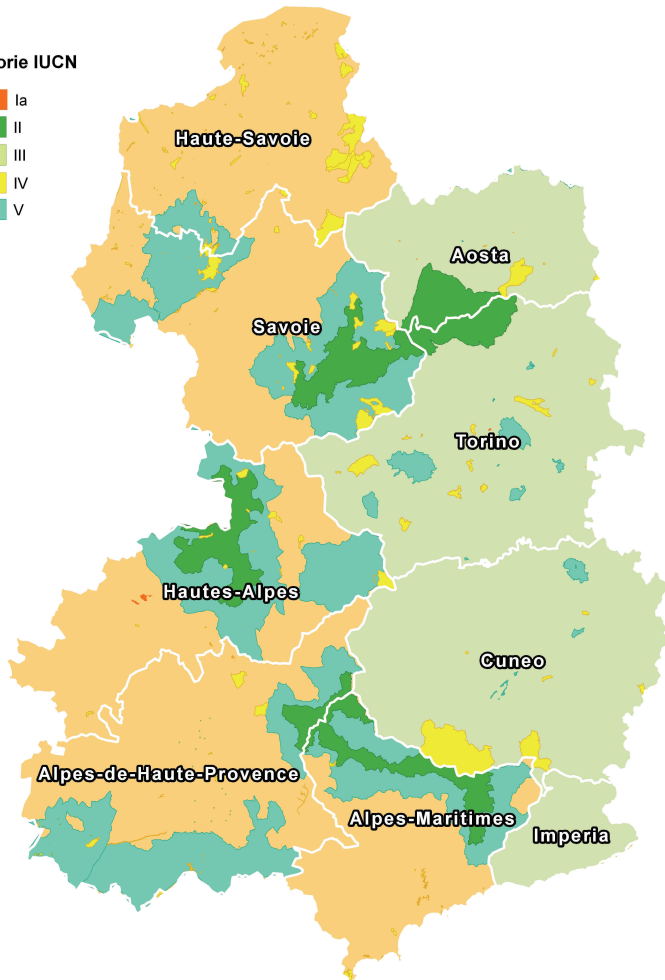 orie IUCN
Ia
II
III
IV
V
Haute-Savoie
Aosta
Savoie
Torino
Hautes-Alpes
Cuneo
Alpes-de-Haute-Provence
Alpes-Maritimes
Imperia